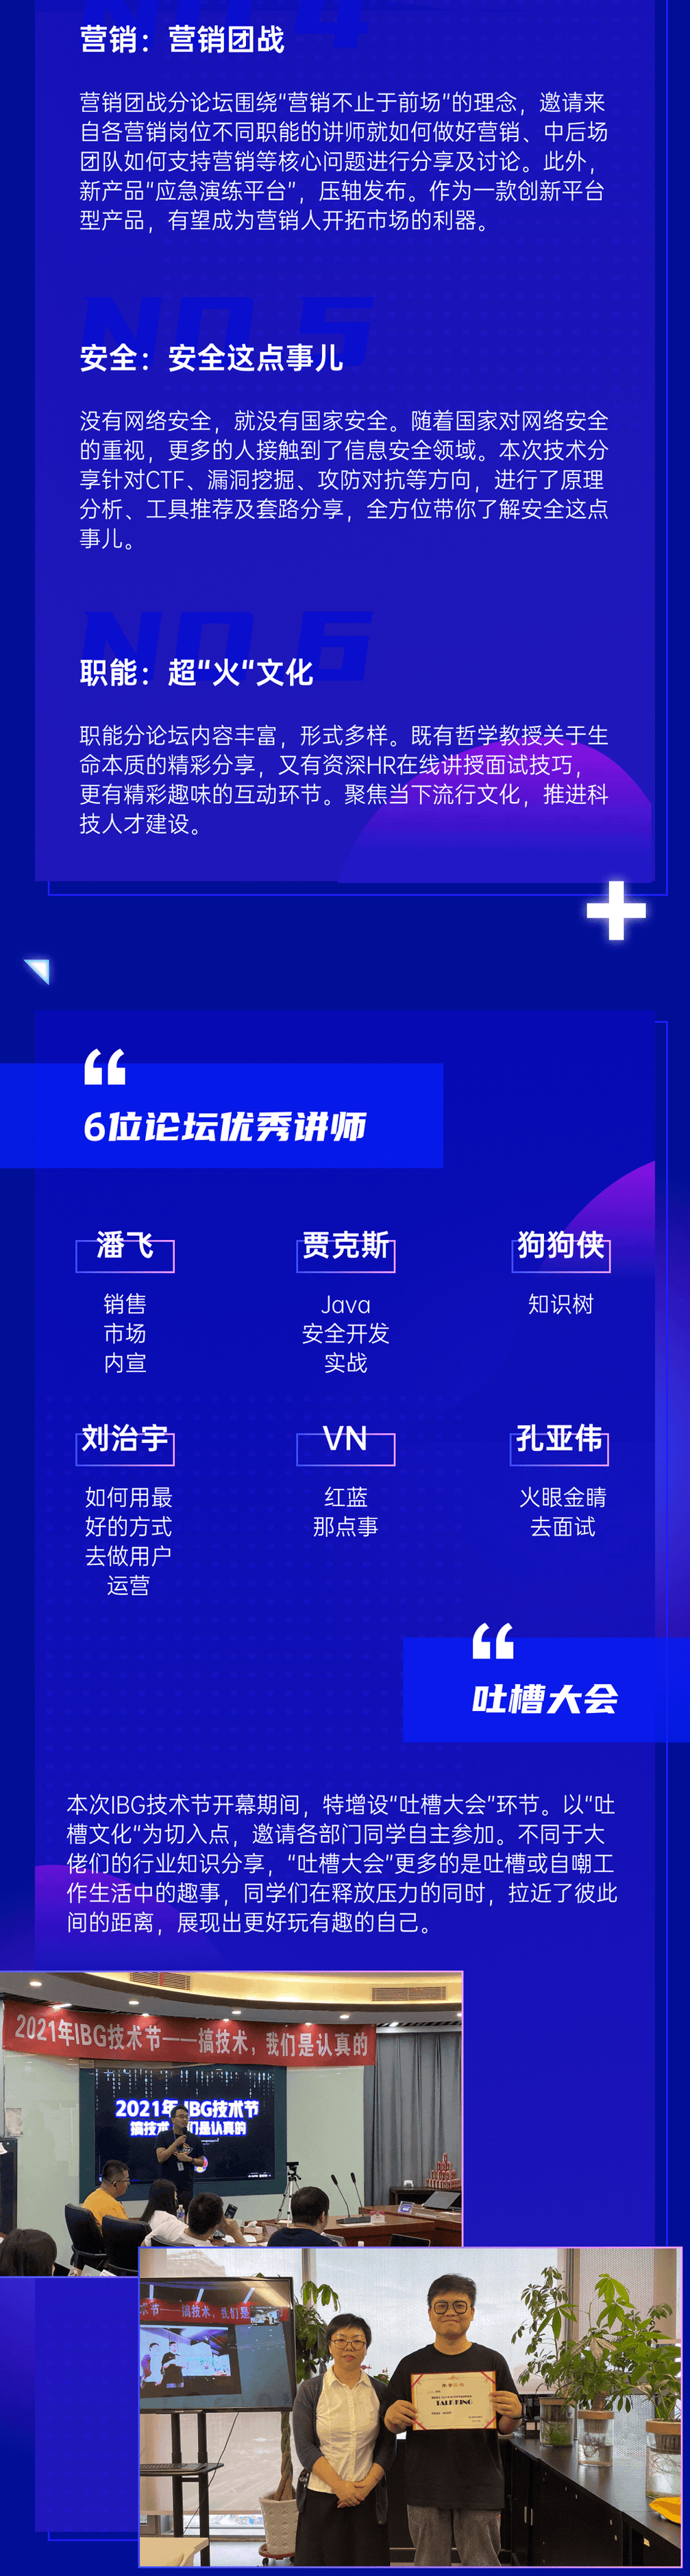 NO 4
营销：营销团战
营销团战分论坛围绕“营销不止于前场”的理念，邀请来
自各营销岗位不同职能的讲师就如何做好营销、中后场
团队如何支持营销等核心问题进行分享及讨论。此外，
新产品“应急演练平台”，压轴发布。作为一款创新平台
型产品，有望成为营销人开拓市场的利器。
NO 5
安全：安全这点事儿
没有网络安全，就没有国家安全。随着国家对网络安全
的重视，更多的人接触到了信息安全领域。本次技术分
享针对CTF、漏洞挖掘、攻防对抗等方向，进行了原理
分析、工具推荐及套路分享，全方位带你了解安全这点
事儿。
NO 6
职能：超“火“文化
职能分论坛内容丰富，形式多样。既有哲学教授关于生
命本质的精彩分享，又有资深HR在线讲授面试技巧，
更有精彩趣味的互动环节。聚焦当下流行文化，推进科
技人才建设。
6位论坛优秀讲师
潘飞
销售
市场
内宣
贾克斯
Java
安全开发
实战
狗狗侠
知识树
刘治宇
如何用最
好的方式
去做用户
运营
VN
红蓝
那点事
孔亚伟
火眼金睛
去面试
吐槽大会
本次IBG技术节开幕期间，特增设“吐槽大会”环节。以“吐
槽文化“为切入点，邀请各部门同学自主参加。不同于大
佬们的行业知识分享，“吐槽大会”更多的是吐槽或自嘲工
作生活中的趣事，同学们在释放压力的同时，拉近了彼此
间的距离，展现出更好玩有趣的自己。
2021年IBG技术节——搞技术，我们是认真的
2021年 IBG技术节
搞技术 们是认真的
术节——搞技术，我们是
TALK KING